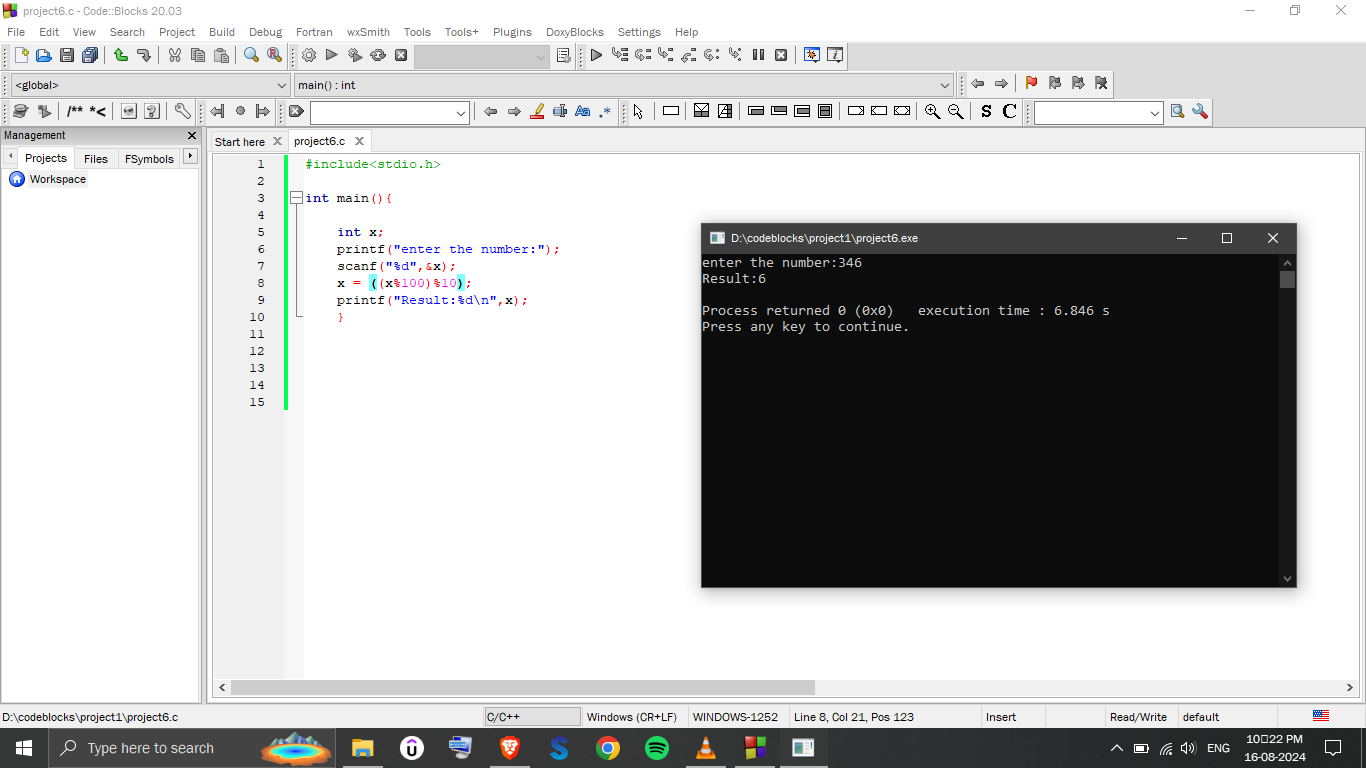 project6.c - Code::Blocks 20.03
File Edit View Search Project Build Debug Fortran wxSmith Tools Tools+ Plugins DoxyBlocks Settings Help
<global> main() : int
/** *< Aa .* S C
Management
Projects Files FSymbols
Workspace
Start here project6.c
1 #include<stdio.h>
2
3 int main(){
4
5 int x;
6 printf("enter the number:");
7 scanf("%d",&x);
8 x = ((x%100)%10);
9 printf("Result:%d\n",x);
10 }
11
12
13
14
15
D:\codeblocks\project1\project6.exe
enter the number:346
Result:6
Process returned 0 (0x0) execution time : 6.846 s
Press any key to continue.
D:\codeblocks\project1\project6.c C/C++ Windows (CR+LF) WINDOWS-1252 Line 8, Col 21, Pos 123 Insert Read/Write default
Type here to search ENG 10▯22 PM
16-08-2024